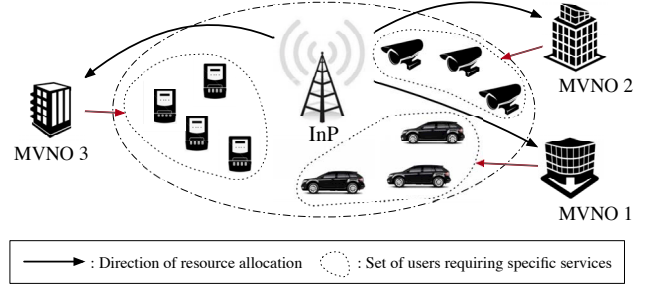 MVNO 2
InP
MVNO 3
MVNO 1
: Direction of resource allocation
: Set of users requiring specific services